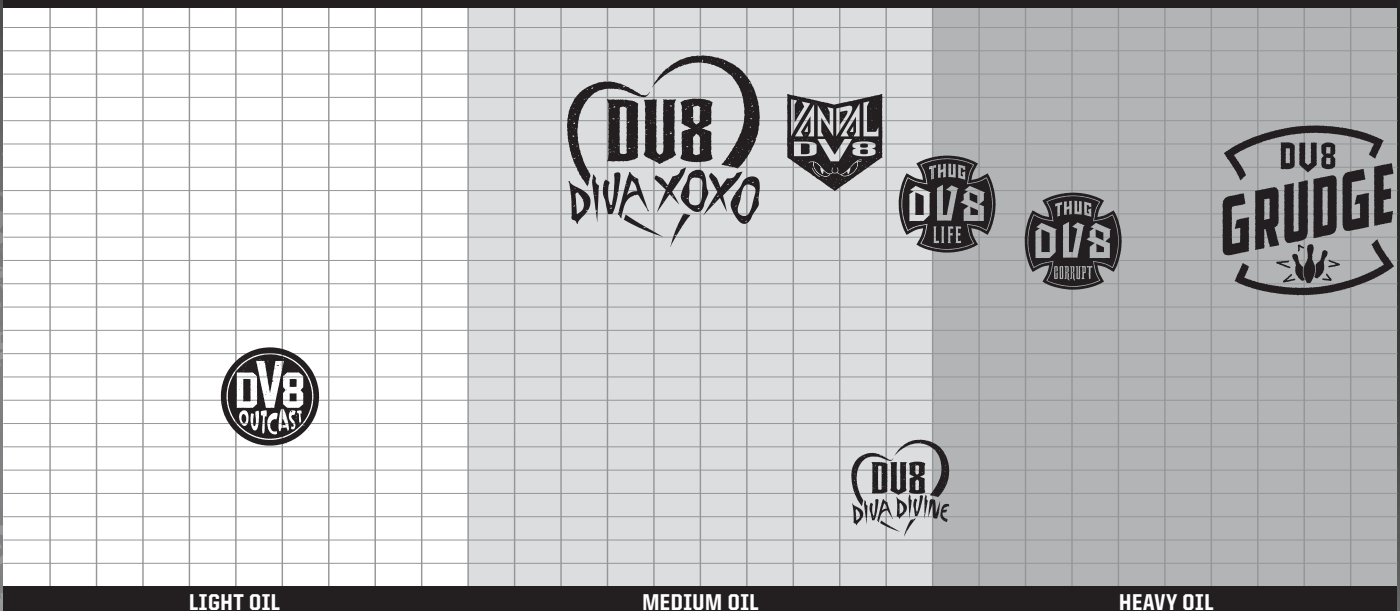 DV8
DIVA XOXO
VANDAL
DV8
THUG
DV8
LIFE
THUG
DV8
CORRUPT
DV8
GRUDGE
DV8
OUTCAST
DV8
DIVA DIVINE
LIGHT OIL
MEDIUM OIL
HEAVY OIL